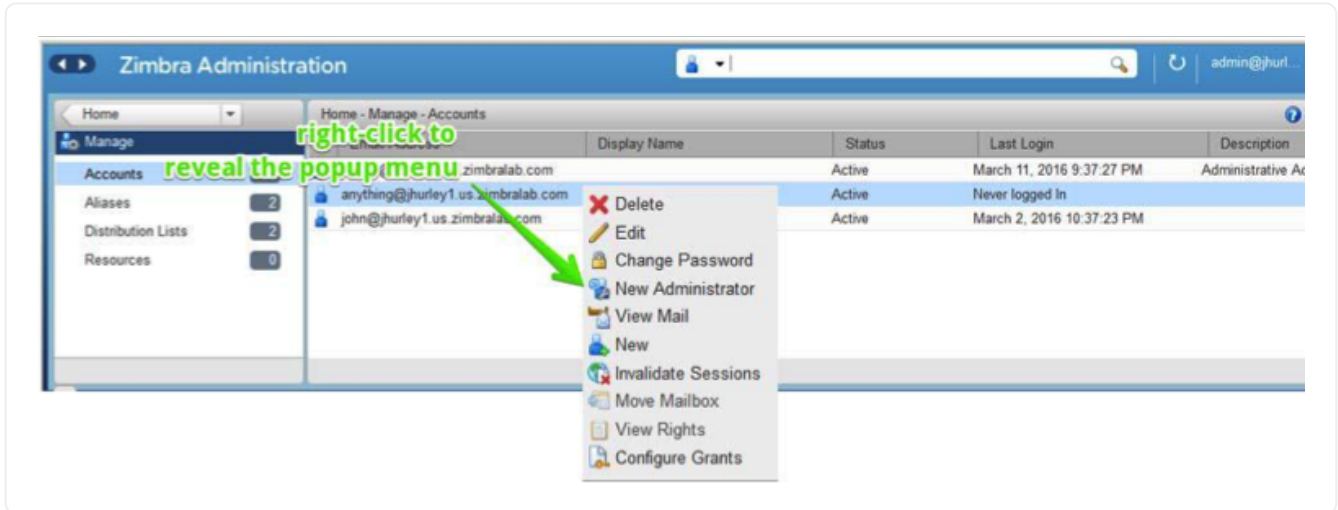 Zimbra Administration
admin@jhurl...
Home
Home - Manage - Accounts
Manage
right-click to
reveal the popup menu
Display Name
Status
Last Login
Description
Accounts
zimbralab.com
Active
March 11, 2016 9:37:27 PM
Administrative Ac
Aliases
2
anything@jhurley1.us.zimbralab.com
Active
Never logged In
john@jhurley1.us.zimbralab.com
Active
March 2, 2016 10:37:23 PM
Distribution Lists
2
Resources
0
Delete
Edit
Change Password
New Administrator
View Mail
New
Invalidate Sessions
Move Mailbox
View Rights
Configure Grants